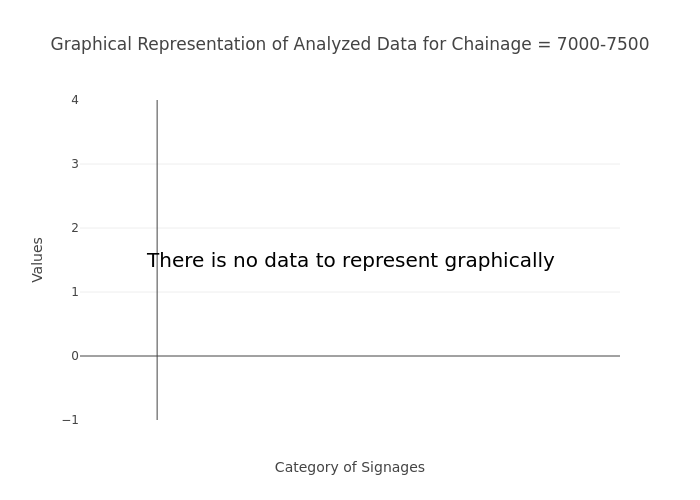 Graphical Representation of Analyzed Data for Chainage = 7000-7500
4
3
2
There is no data to represent graphically
Values
1
0
−1
Category of Signages